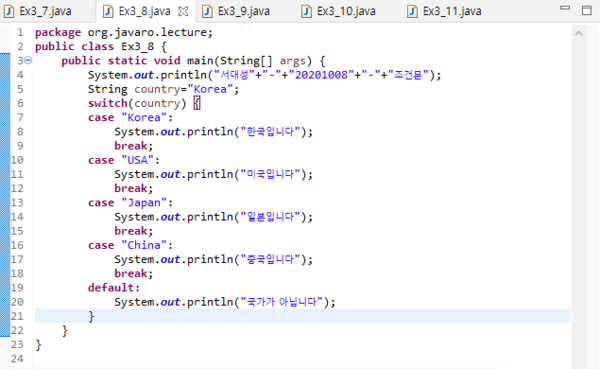 Ex3_7.java Ex3_8.java Ex3_9.java Ex3_10.java Ex3_11.java
1 package org.javaro.lecture;
2 public class Ex3_8 {
3 public static void main(String[] args) {
4 System.out.println("서대성"+"-"+"20201008"+"-"+"조건문");
5 String country="Korea";
6 switch(country) {
7 case "Korea":
8 System.out.println("한국입니다");
9 break;
10 case "USA":
11 System.out.println("미국입니다");
12 break;
13 case "Japan":
14 System.out.println("일본입니다");
15 break;
16 case "China":
17 System.out.println("중국입니다");
18 break;
19 default:
20 System.out.println("국가가 아닙니다");
21 }
22 }
23 }
24